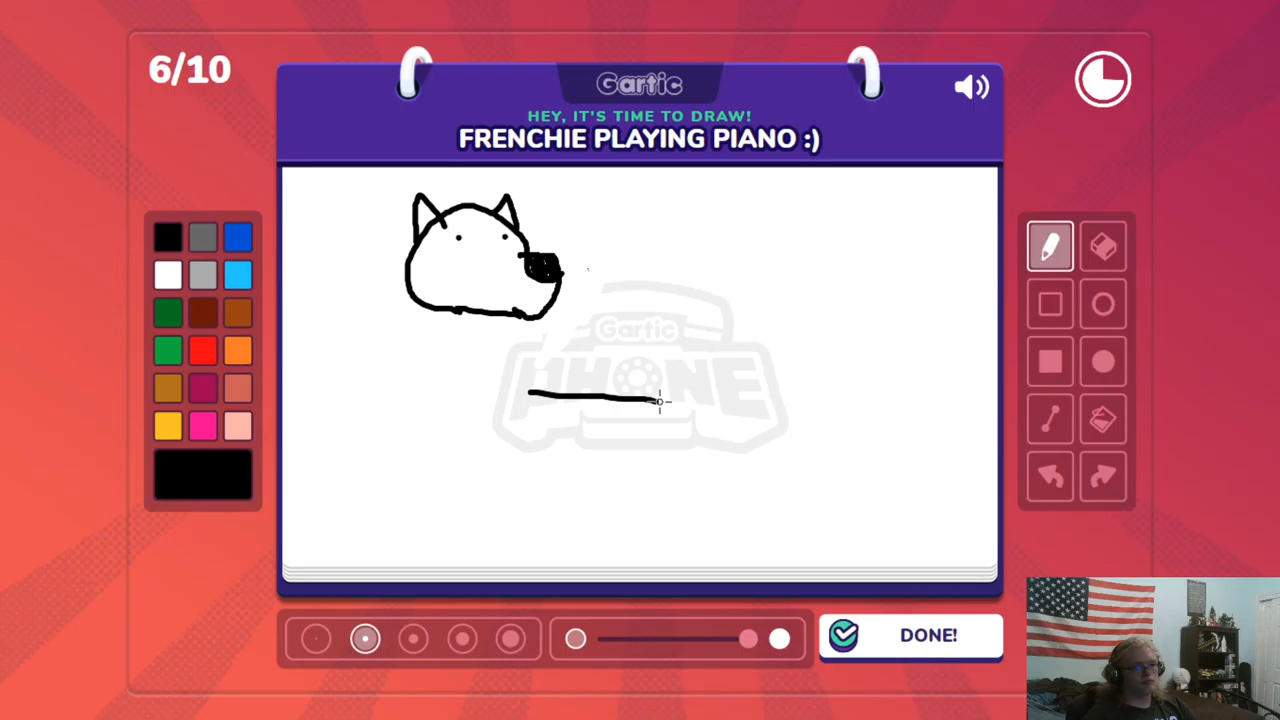 6/10
Gartic
HEY, IT'S TIME TO DRAW!
FRENCHIE PLAYING PIANO :)
Gartic
PHONE
DONE!